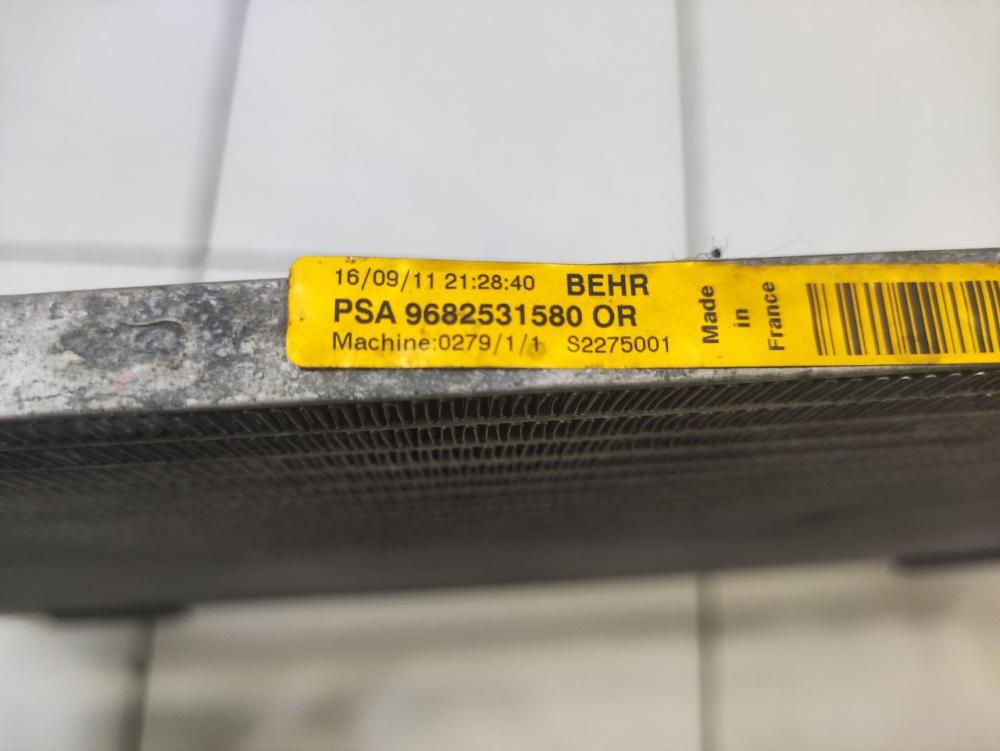 16/09/11 21:28:40 BEHR
PSA 9682531580 OR
Machine:0279/1/1 S2275001
Made
in
France